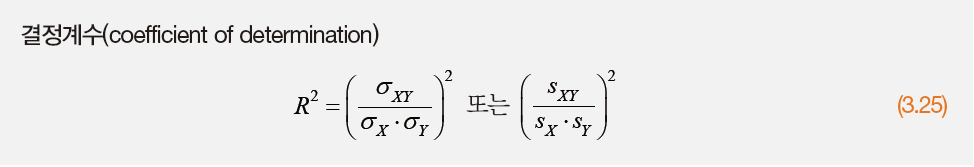 결정계수(coefficient of determination)
R² = (σ_XY / (σ_X · σ_Y))² 또는 (s_XY / (s_X · s_Y))² (3.25)